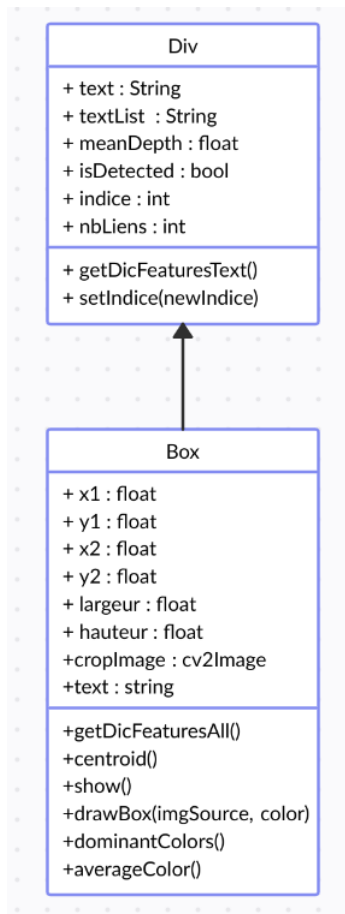 Div
+ text : String
+ textList : String
+ meanDepth : float
+ isDetected : bool
+ indice : int
+ nbLiens : int
+ getDicFeaturesText()
+ setIndice(newIndice)
Box
+ x1 : float
+ y1 : float
+ x2 : float
+ y2 : float
+ largeur : float
+ hauteur : float
+cropImage : cv2Image
+text : string
+getDicFeaturesAll()
+centroid()
+show()
+drawBox(imgSource, color)
+dominantColors()
+averageColor()